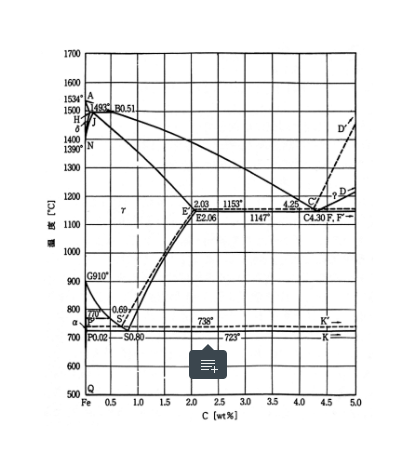 1700
1600
A
1534°
1500
1493°
B0.51
H
J
δ
1400
N
1390°
D′
1300
1200
?
D
2.03
1153°
4.25
C′
E′
E2.06
1147°
C4.30
F, F′→
1100
γ
1000
温度 [℃]
900
G910°
800
770°
0.69
S′
738°
K′ →
α
P′
700
P0.02
S0.80
723°
K →
600
500
Q
Fe 0.5 1.0 1.5 2.0 2.5 3.0 3.5 4.0 4.5 5.0
C [wt%]